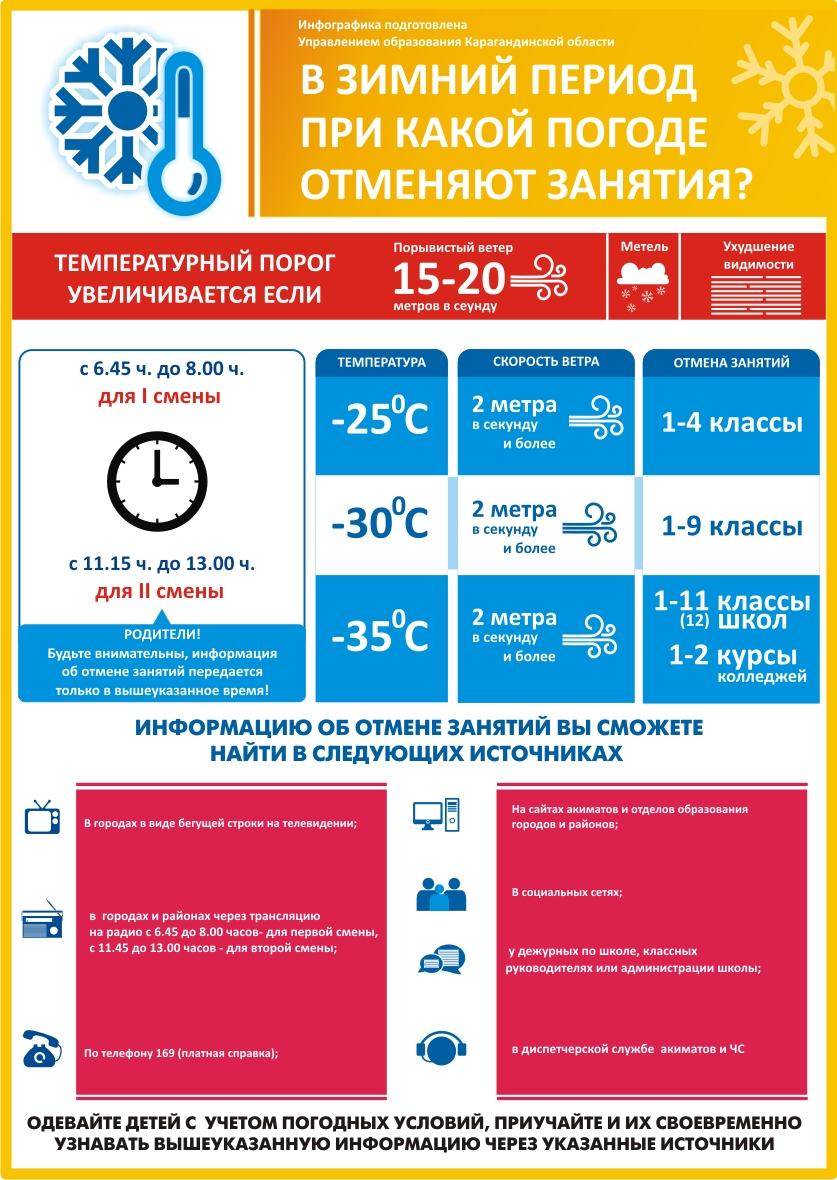 Инфографика подготовлена
Управлением образования Карагандинской области
В ЗИМНИЙ ПЕРИОД
ПРИ КАКОЙ ПОГОДЕ
ОТМЕНЯЮТ ЗАНЯТИЯ?
ТЕМПЕРАТУРНЫЙ ПОРОГ
УВЕЛИЧИВАЕТСЯ ЕСЛИ
Порывистый ветер
15-20
метров в сеунду
Метель
Ухудшение
видимости
с 6.45 ч. до 8.00 ч.
для I смены
с 11.15 ч. до 13.00 ч.
для II смены
РОДИТЕЛИ!
Будьте внимательны, информация
об отмене занятий передается
только в вышеуказанное время!
ТЕМПЕРАТУРА
СКОРОСТЬ ВЕТРА
ОТМЕНА ЗАНЯТИЙ
-25⁰С
2 метра
в секунду
и более
1-4 классы
-30⁰С
2 метра
в секунду
и более
1-9 классы
-35⁰С
2 метра
в секунду
и более
1-11 классы
(12) школ
1-2 курсы
колледжей
ИНФОРМАЦИЮ ОБ ОТМЕНЕ ЗАНЯТИЙ ВЫ СМОЖЕТЕ
НАЙТИ В СЛЕДУЮЩИХ ИСТОЧНИКАХ
В городах в виде бегущей строки на телевидении;
в городах и районах через трансляцию
на радио с 6.45 до 8.00 часов- для первой смены,
с 11.45 до 13.00 часов - для второй смены;
По телефону 169 (платная справка);
На сайтах акиматов и отделов образования
городов и районов;
В социальных сетях;
у дежурных по школе, классных
руководителях или администрации школы;
в диспетчерской службе акиматов и ЧС
ОДЕВАЙТЕ ДЕТЕЙ С УЧЕТОМ ПОГОДНЫХ УСЛОВИЙ, ПРИУЧАЙТЕ И ИХ СВОЕВРЕМЕННО
УЗНАВАТЬ ВЫШЕУКАЗАННУЮ ИНФОРМАЦИЮ ЧЕРЕЗ УКАЗАННЫЕ ИСТОЧНИКИ